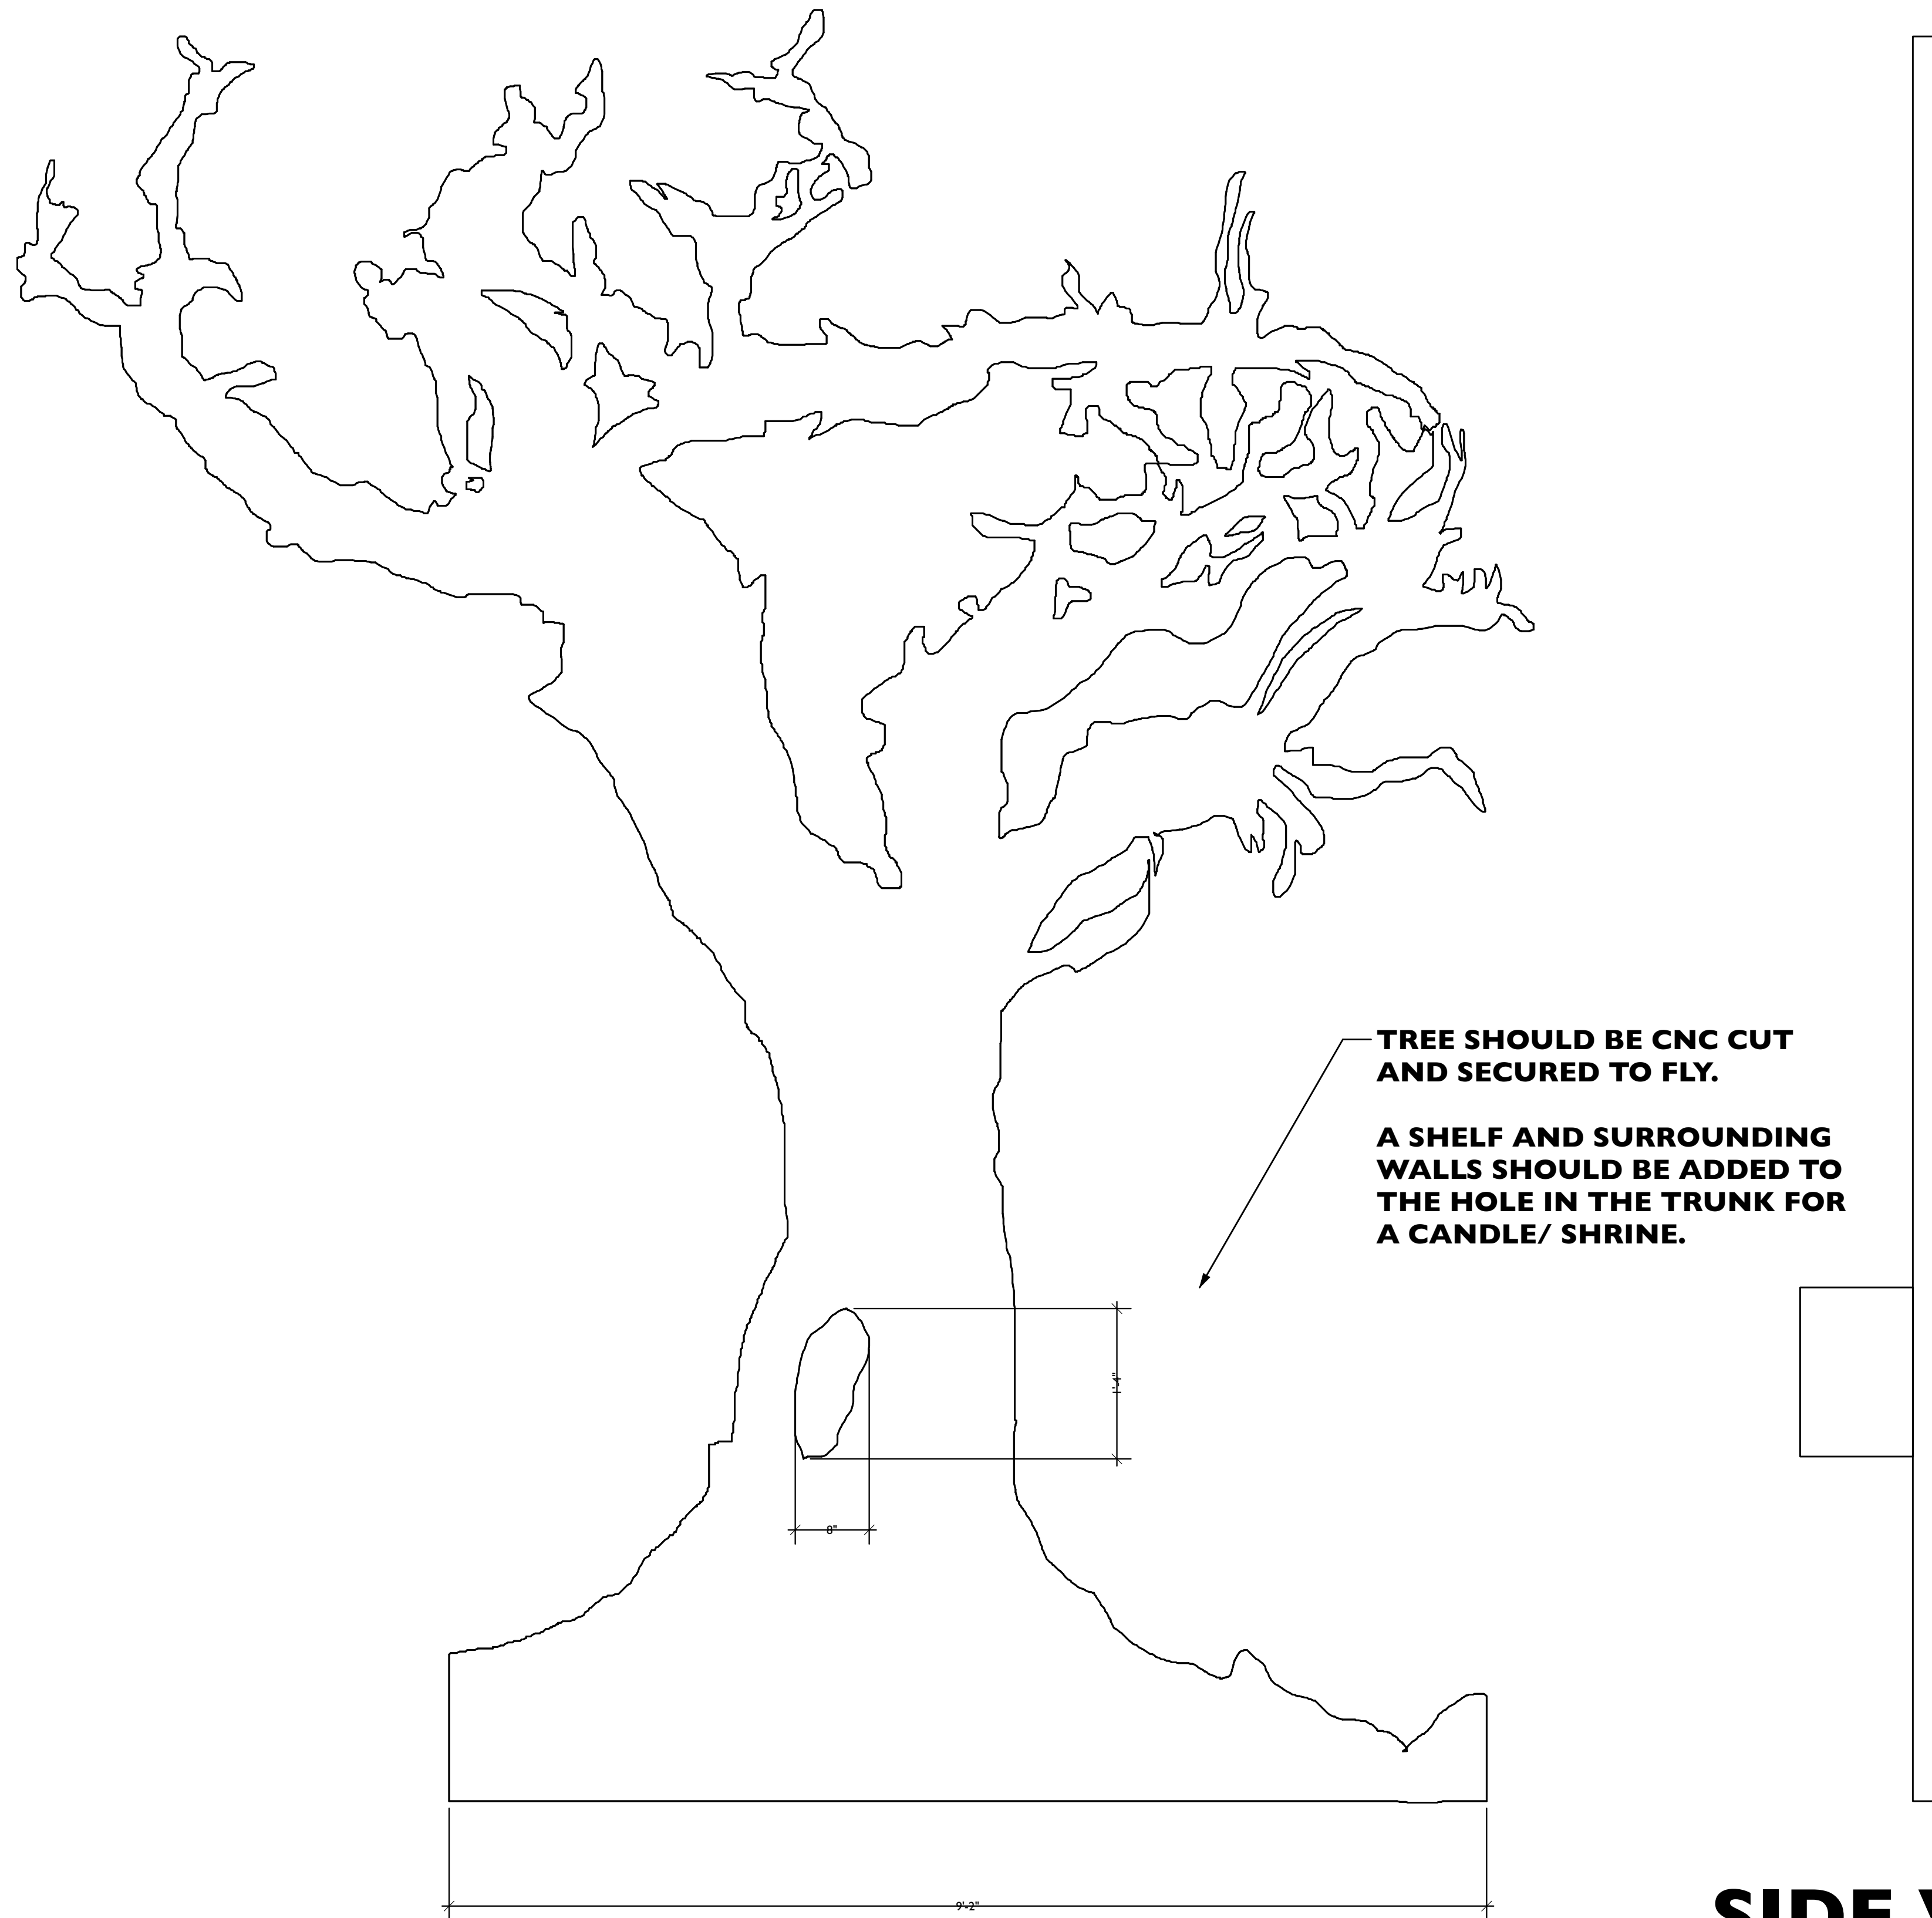 TREE SHOULD BE CNC CUT
AND SECURED TO FLY.
A SHELF AND SURROUNDING
WALLS SHOULD BE ADDED TO
THE HOLE IN THE TRUNK FOR
A CANDLE/ SHRINE.
8"
9'-2"
SIDE